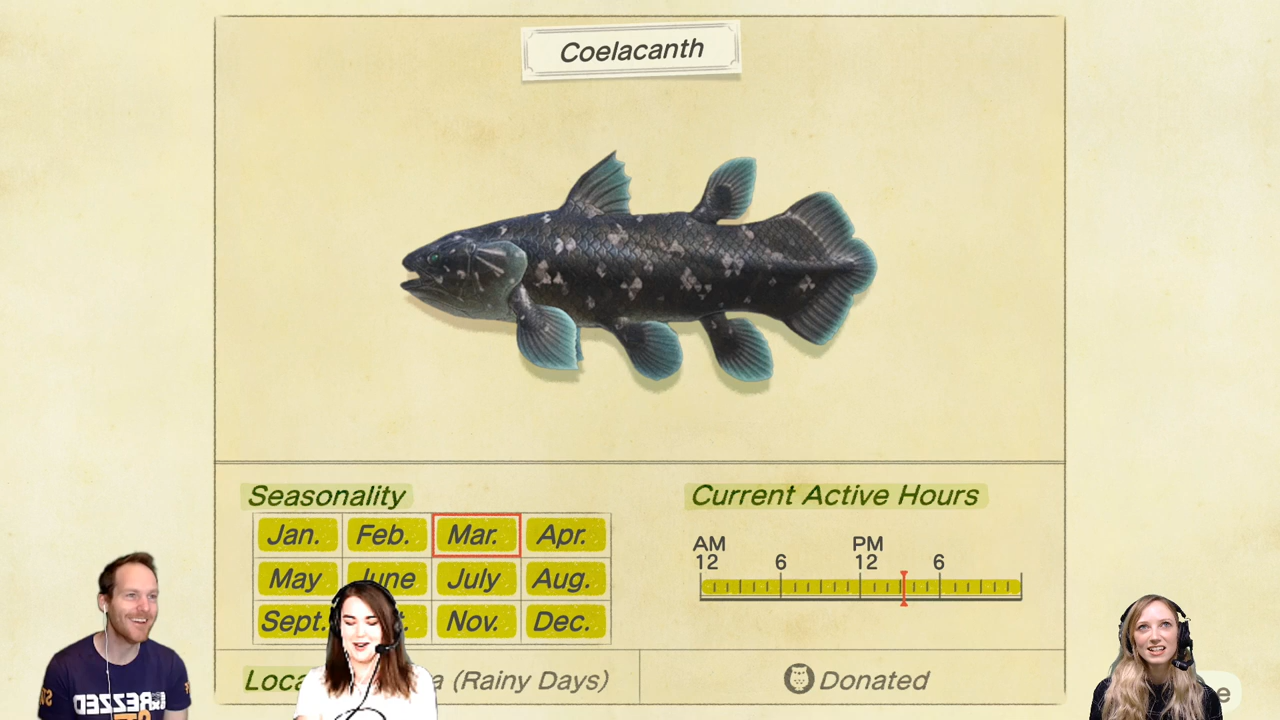 Coelacanth
Seasonality
Jan. Feb. Mar. Apr.
May June July Aug.
Sept. Nov. Dec.
(Rainy Days)
Current Active Hours
AM PM
12 6 12 6
Donated